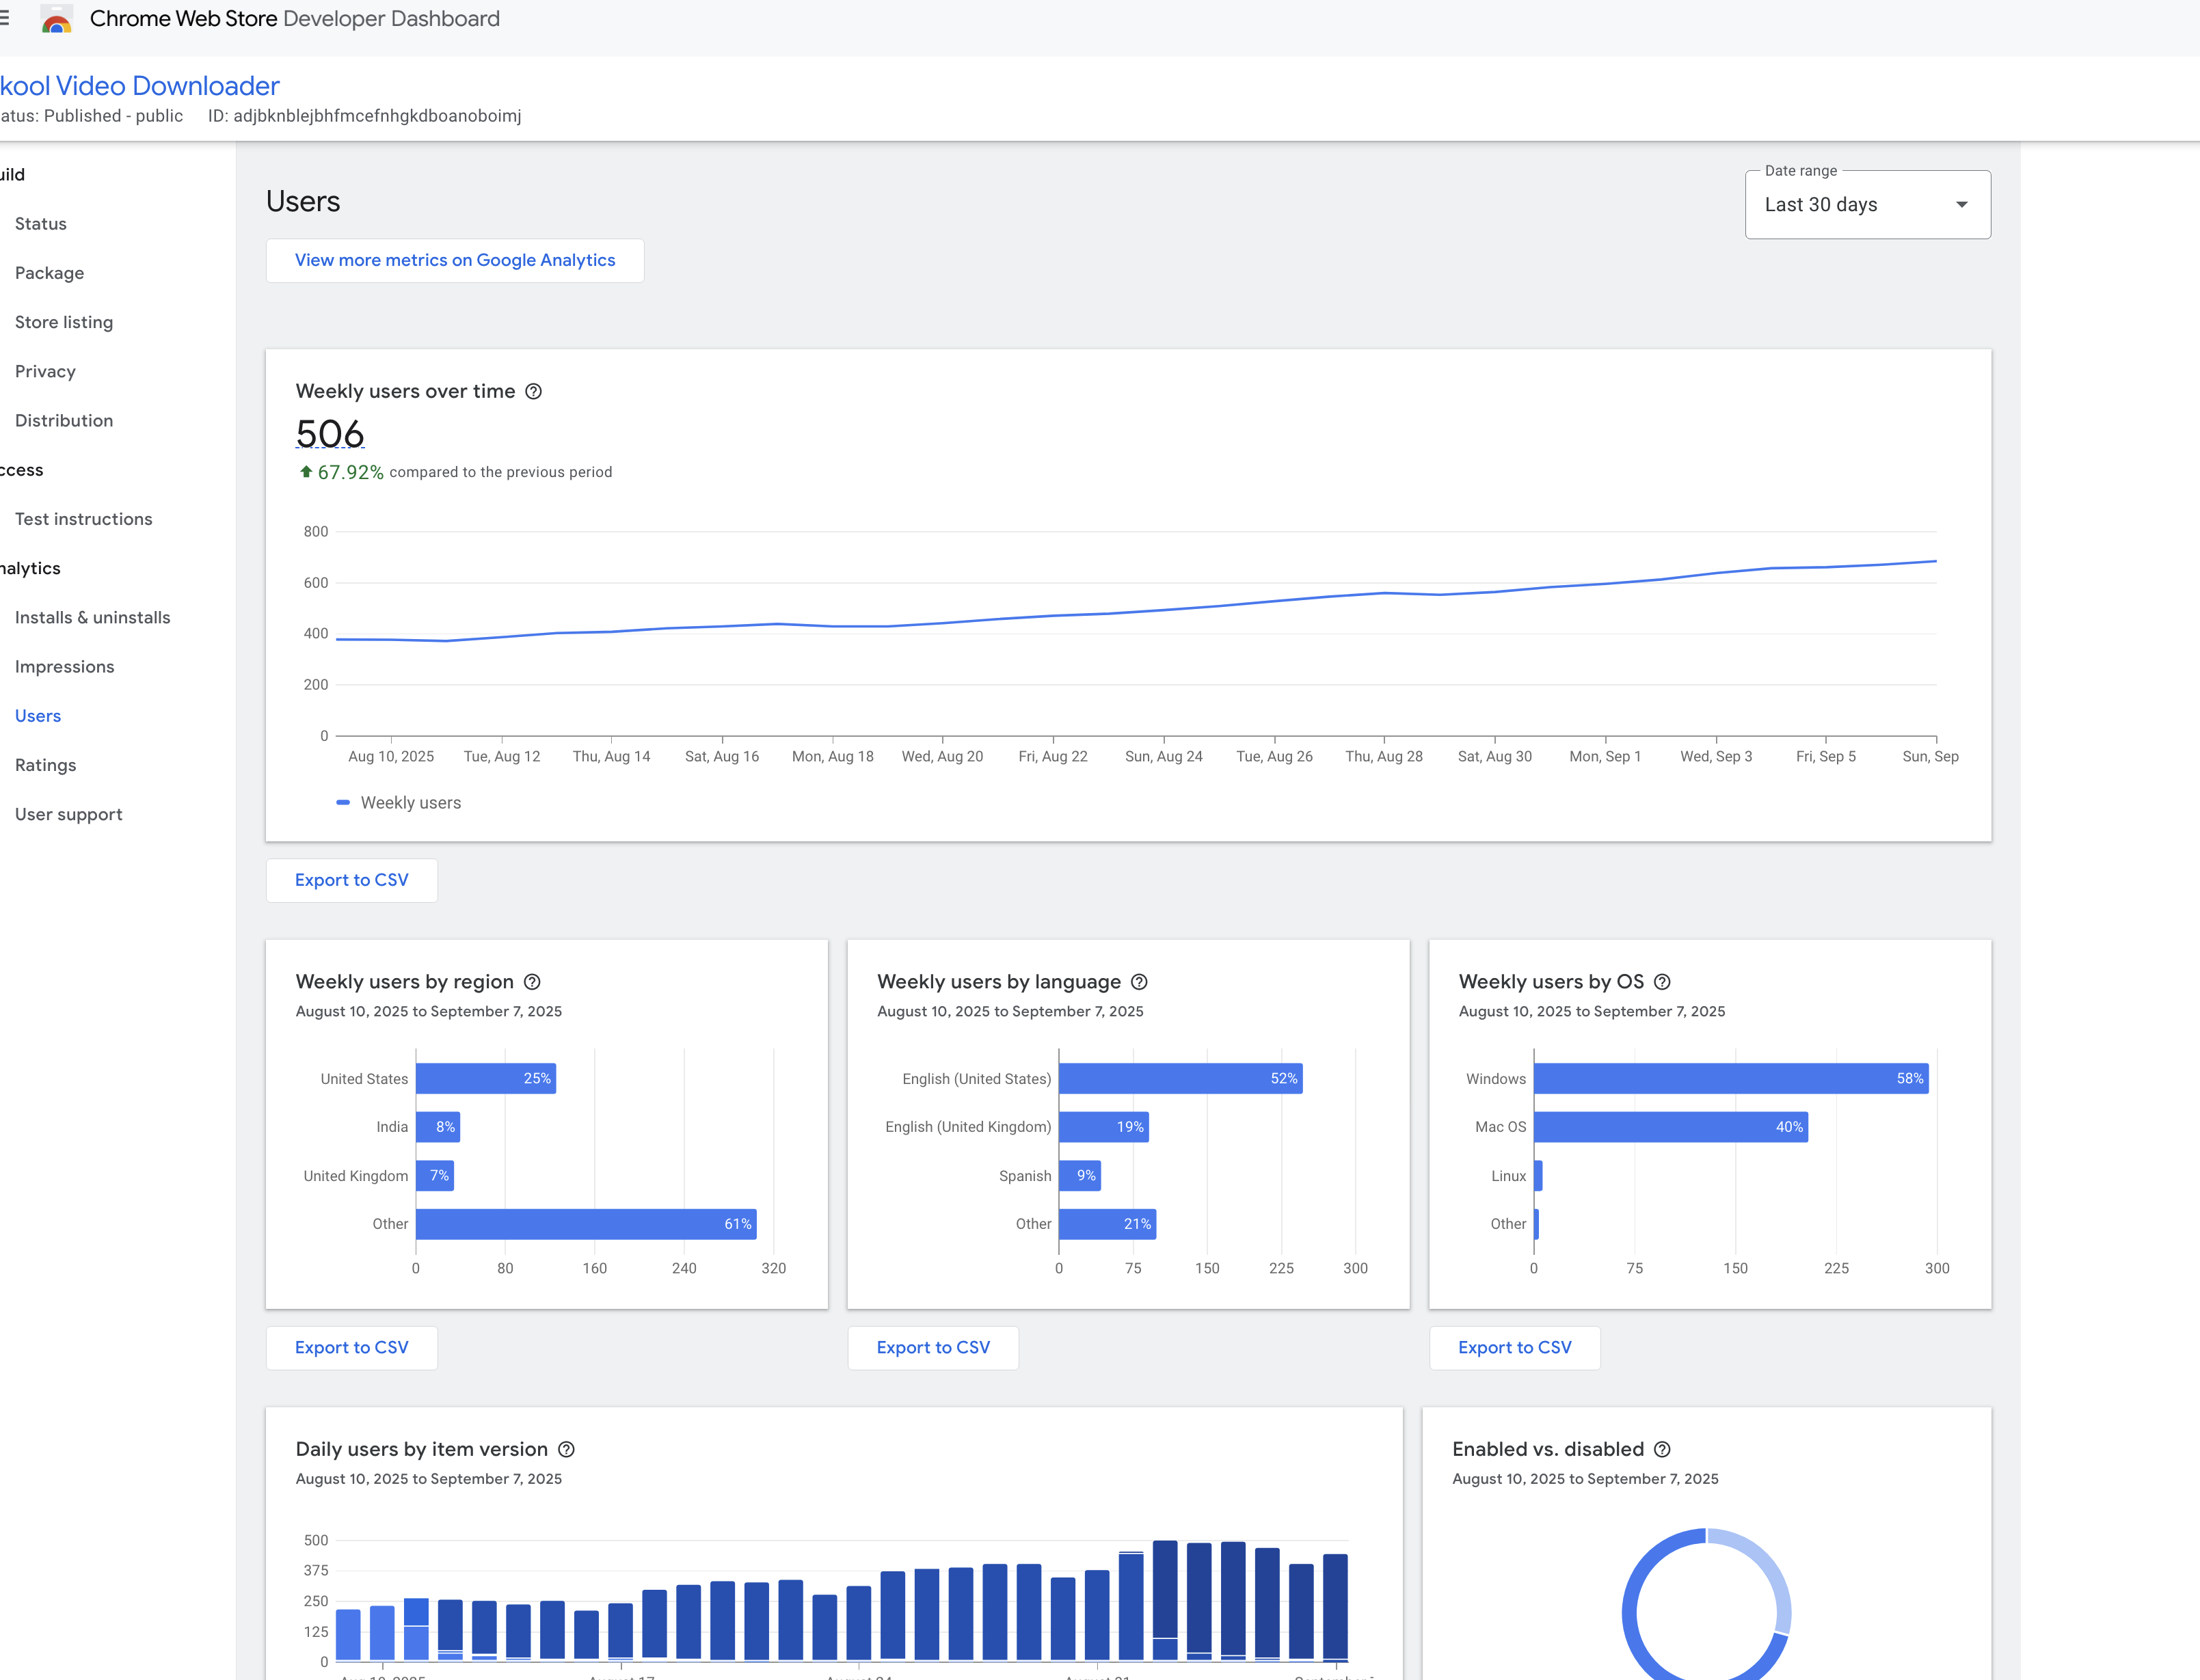 Chrome Web Store Developer Dashboard
kool Video Downloader
atus: Published - public ID: adjbknblejbhfmcefnhgkdboanoboimj
uild
Status
Package
Store listing
Privacy
Distribution
ccess
Test instructions
nalytics
Installs & uninstalls
Impressions
Users
Ratings
User support
Users
Date range
Last 30 days
View more metrics on Google Analytics
Weekly users over time
506
67.92% compared to the previous period
800
600
400
200
0
Aug 10, 2025 Tue, Aug 12 Thu, Aug 14 Sat, Aug 16 Mon, Aug 18 Wed, Aug 20 Fri, Aug 22 Sun, Aug 24 Tue, Aug 26 Thu, Aug 28 Sat, Aug 30 Mon, Sep 1 Wed, Sep 3 Fri, Sep 5 Sun, Sep
Weekly users
Export to CSV
Weekly users by region
August 10, 2025 to September 7, 2025
United States 25%
India 8%
United Kingdom 7%
Other 61%
0 80 160 240 320
Export to CSV
Weekly users by language
August 10, 2025 to September 7, 2025
English (United States) 52%
English (United Kingdom) 19%
Spanish 9%
Other 21%
0 75 150 225 300
Export to CSV
Weekly users by OS
August 10, 2025 to September 7, 2025
Windows 58%
Mac OS 40%
Linux
Other
0 75 150 225 300
Export to CSV
Daily users by item version
August 10, 2025 to September 7, 2025
500
375
250
125
0
Enabled vs. disabled
August 10, 2025 to September 7, 2025